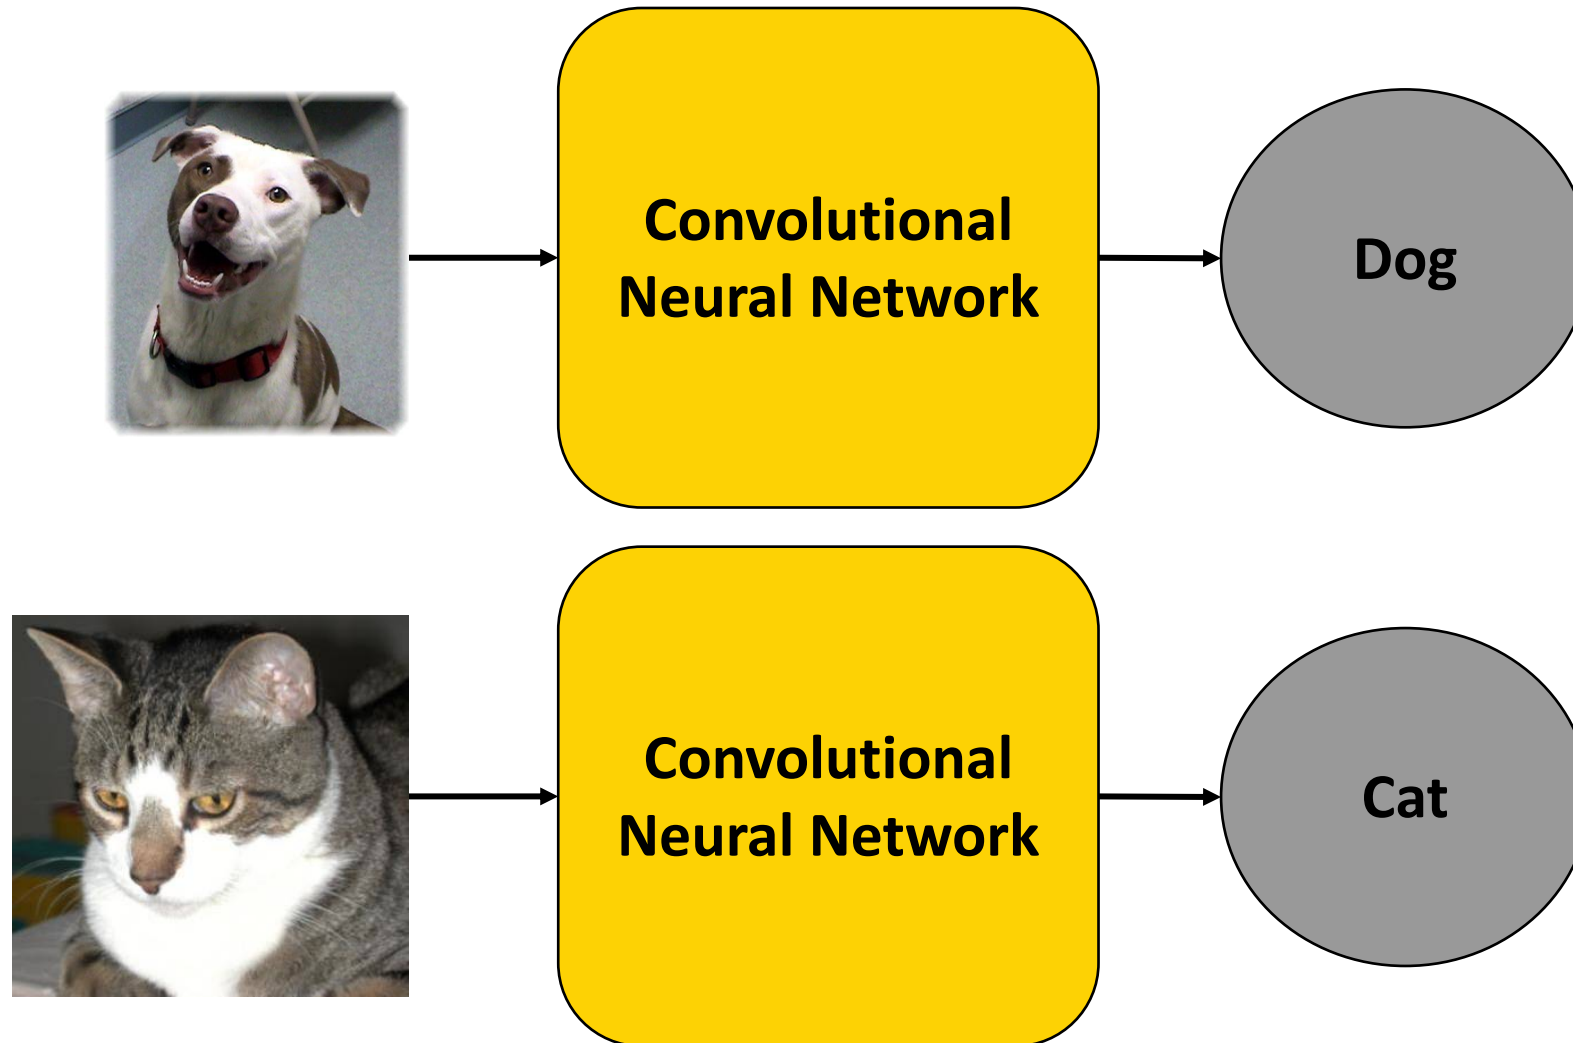 Convolutional
Neural Network
Dog
Convolutional
Neural Network
Cat